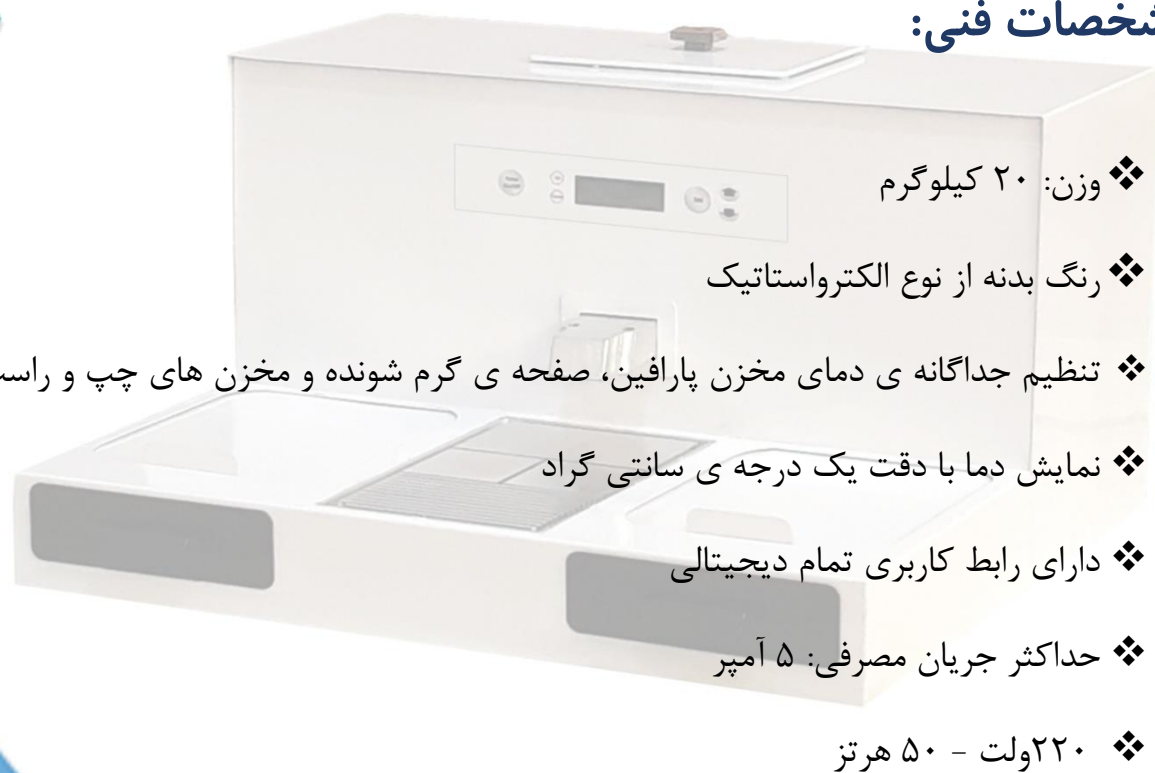 شخصات فنی:
❖ وزن: ۲۰ کیلوگرم
❖ رنگ بدنه از نوع الکترواستاتیک
❖ تنظیم جداگانه ی دمای مخزن پارافین، صفحه ی گرم شونده و مخزن های چپ و راست
❖ نمایش دما با دقت یک درجه ی سانتی گراد
❖ دارای رابط کاربری تمام دیجیتالی
❖ حداکثر جریان مصرفی: ۵ آمپر
❖ ۲۲۰ولت - ۵۰ هرتز